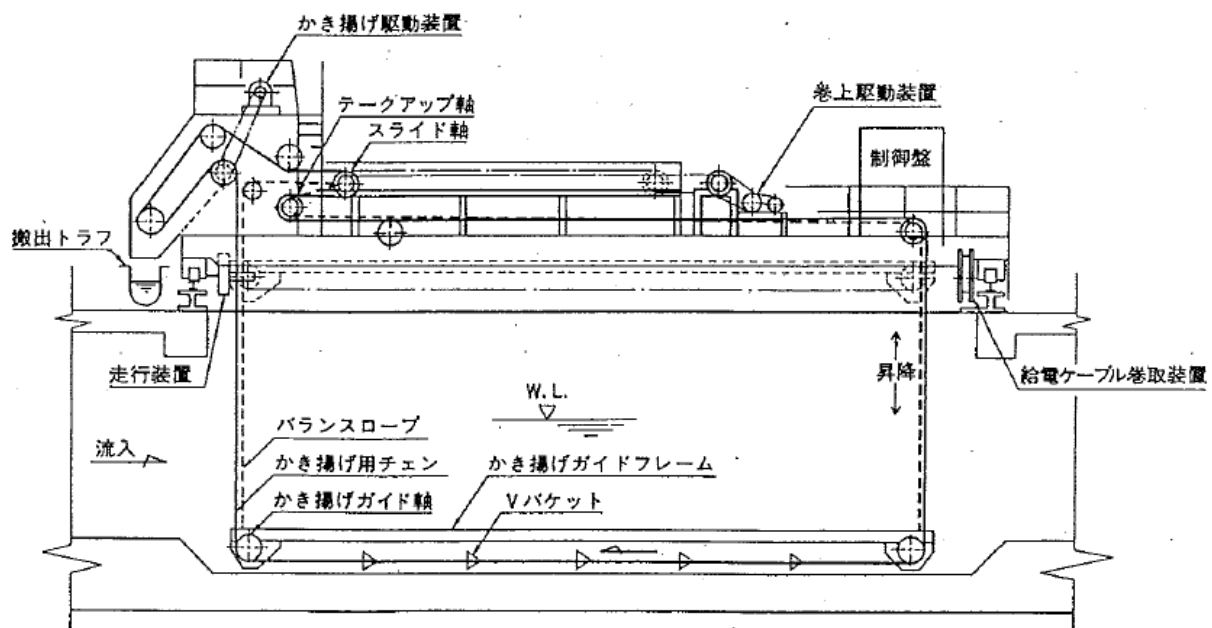 かき揚げ駆動装置
テークアップ軸
スライド軸
巻上駆動装置
制御盤
搬出トラフ
走行装置
昇降
給電ケーブル巻取装置
W.L.
流入
バランスロープ
かき揚げ用チェン
かき揚げガイドフレーム
かき揚げガイド軸
Vバケット